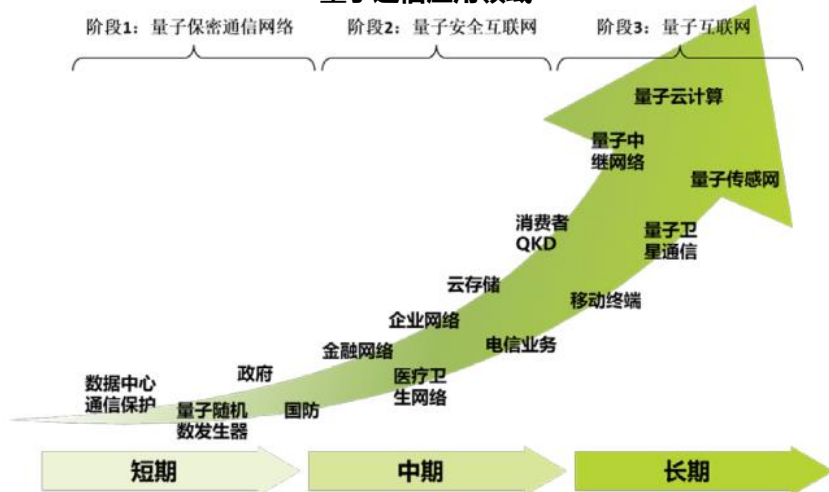 阶段1：量子保密通信网络
阶段2：量子安全互联网
阶段3：量子互联网
量子云计算
量子中
继网络
量子传感网
消费者
QKD
量子卫
星通信
云存储
移动终端
企业网络
电信业务
金融网络
政府
医疗卫
生网络
数据中心
通信保护
量子随机
数发生器
国防
短期
中期
长期